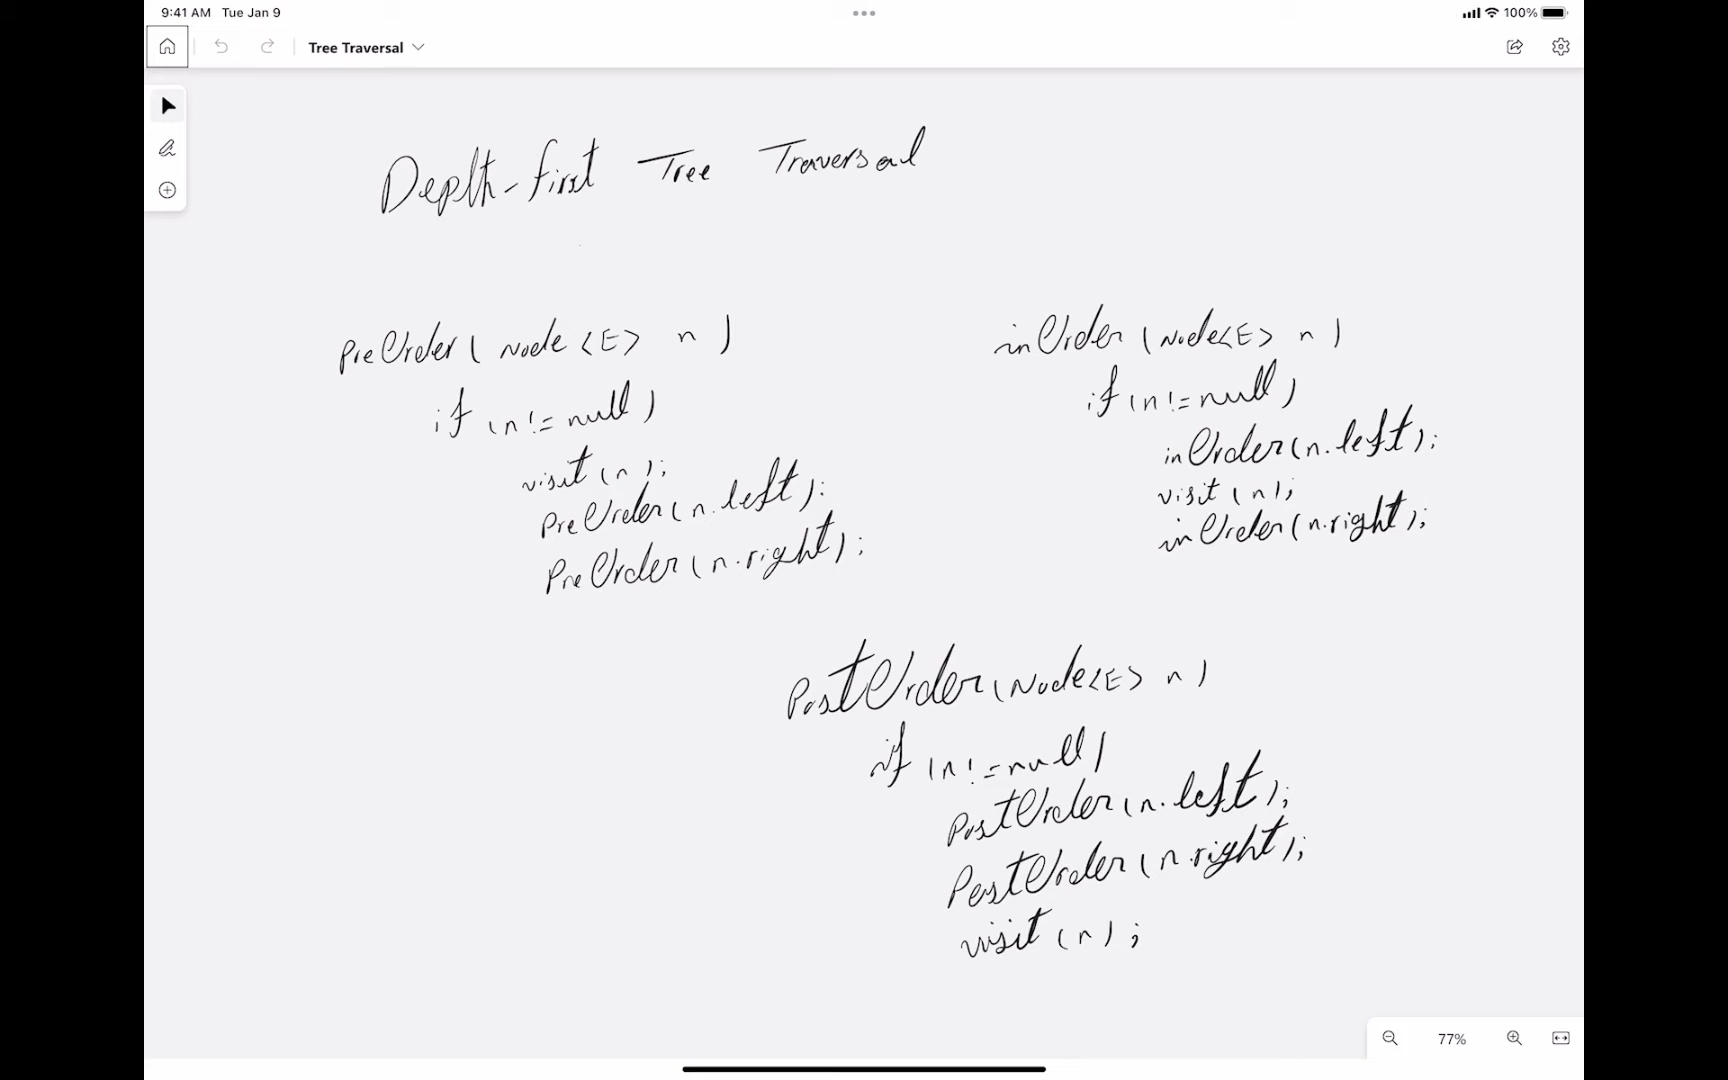 9:41 AM Tue Jan 9
100%
Tree Traversal
Depth-first Tree Traversal
PreOrder( Node <E> n )
if (n != null)
visit (n);
PreOrder(n.left);
PreOrder(n.right);
inOrder (Node<E> n )
if (n != null)
inOrder(n.left);
visit (n);
inOrder(n.right);
PostOrder(Node<E> n )
if (n != null)
PostOrder(n.left);
PostOrder(n.right);
visit (n);
77%